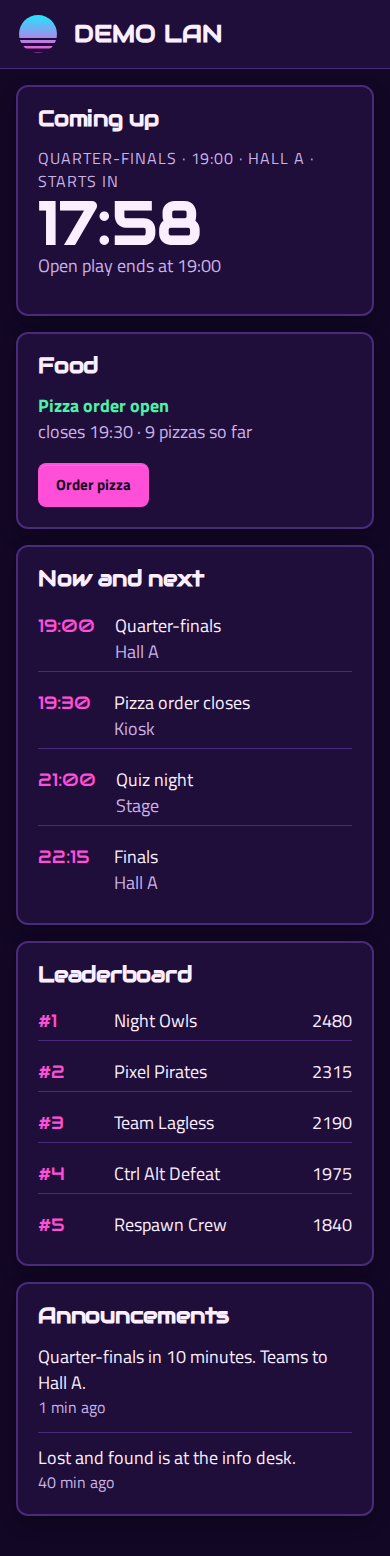 DEMO LAN
Coming up
QUARTER-FINALS · 19:00 · HALL A ·
STARTS IN
17:58
Open play ends at 19:00
Food
Pizza order open
closes 19:30 · 9 pizzas so far
Order pizza
Now and next
19:00 Quarter-finals
Hall A
19:30 Pizza order closes
Kiosk
21:00 Quiz night
Stage
22:15 Finals
Hall A
Leaderboard
#1 Night Owls 2480
#2 Pixel Pirates 2315
#3 Team Lagless 2190
#4 Ctrl Alt Defeat 1975
#5 Respawn Crew 1840
Announcements
Quarter-finals in 10 minutes. Teams to
Hall A.
1 min ago
Lost and found is at the info desk.
40 min ago